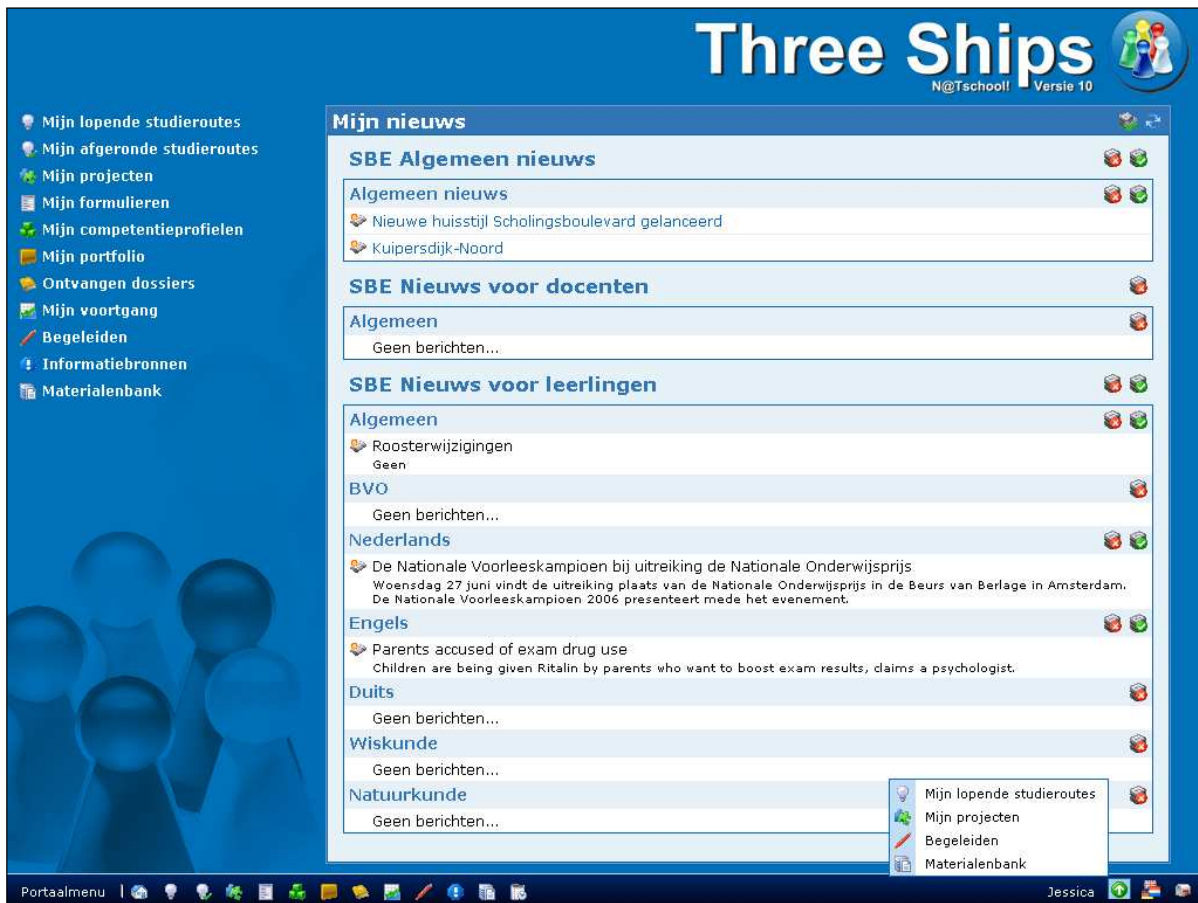 Three Ships
N@Tschool! Versie 10
Mijn lopende studieroutes
Mijn afgeronde studieroutes
Mijn projecten
Mijn formulieren
Mijn competentieprofielen
Mijn portfolio
Ontvangen dossiers
Mijn voortgang
Begeleiden
Informatiebronnen
Materialenbank
Mijn nieuws
SBE Algemeen nieuws
Algemeen nieuws
Nieuwe huisstijl Scholingsboulevard gelanceerd
Kuipersdijk-Noord
SBE Nieuws voor docenten
Algemeen
Geen berichten...
SBE Nieuws voor leerlingen
Algemeen
Roosterwijzigingen
Geen
BVO
Geen berichten...
Nederlands
De Nationale Voorleeskampioen bij uitreiking de Nationale Onderwijsprijs
Woensdag 27 juni vindt de uitreiking plaats van de Nationale Onderwijsprijs in de Beurs van Berlage in Amsterdam.
De Nationale Voorleeskampioen 2006 presenteert mede het evenement.
Engels
Parents accused of exam drug use
Children are being given Ritalin by parents who want to boost exam results, claims a psychologist.
Duits
Geen berichten...
Wiskunde
Geen berichten...
Natuurkunde
Geen berichten...
Mijn lopende studieroutes
Mijn projecten
Begeleiden
Materialenbank
Portaalmenu
Jessica